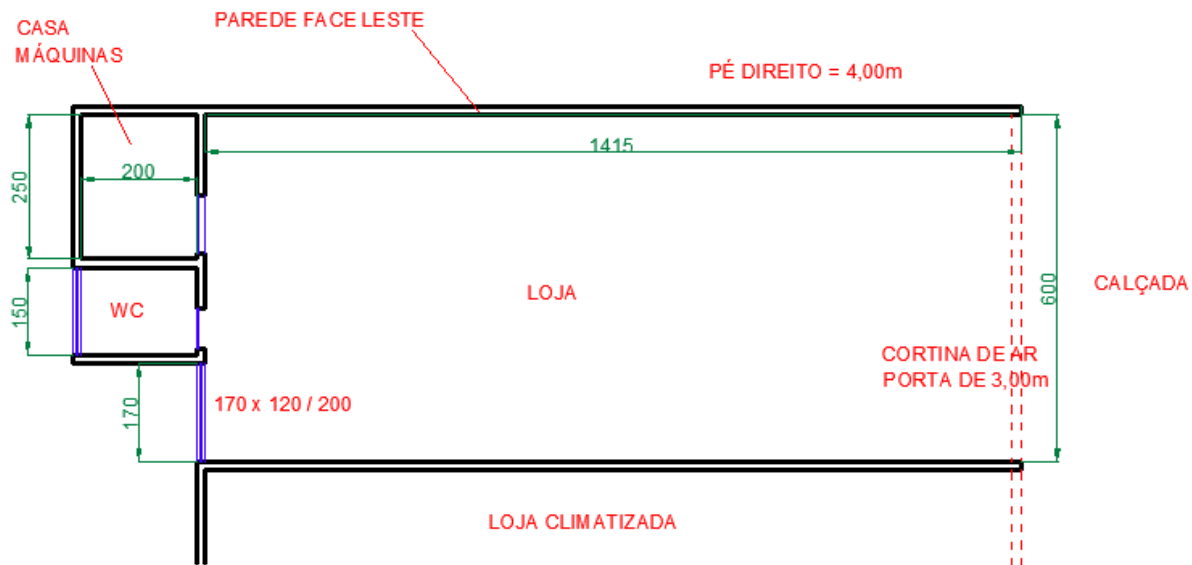 CASA
MÁQUINAS
PAREDE FACE LESTE
PÉ DIREITO = 4,00m
1415
200
250
LOJA
600
CALÇADA
150
WC
CORTINA DE AR
PORTA DE 3,00m
170
170 x 120 / 200
LOJA CLIMATIZADA